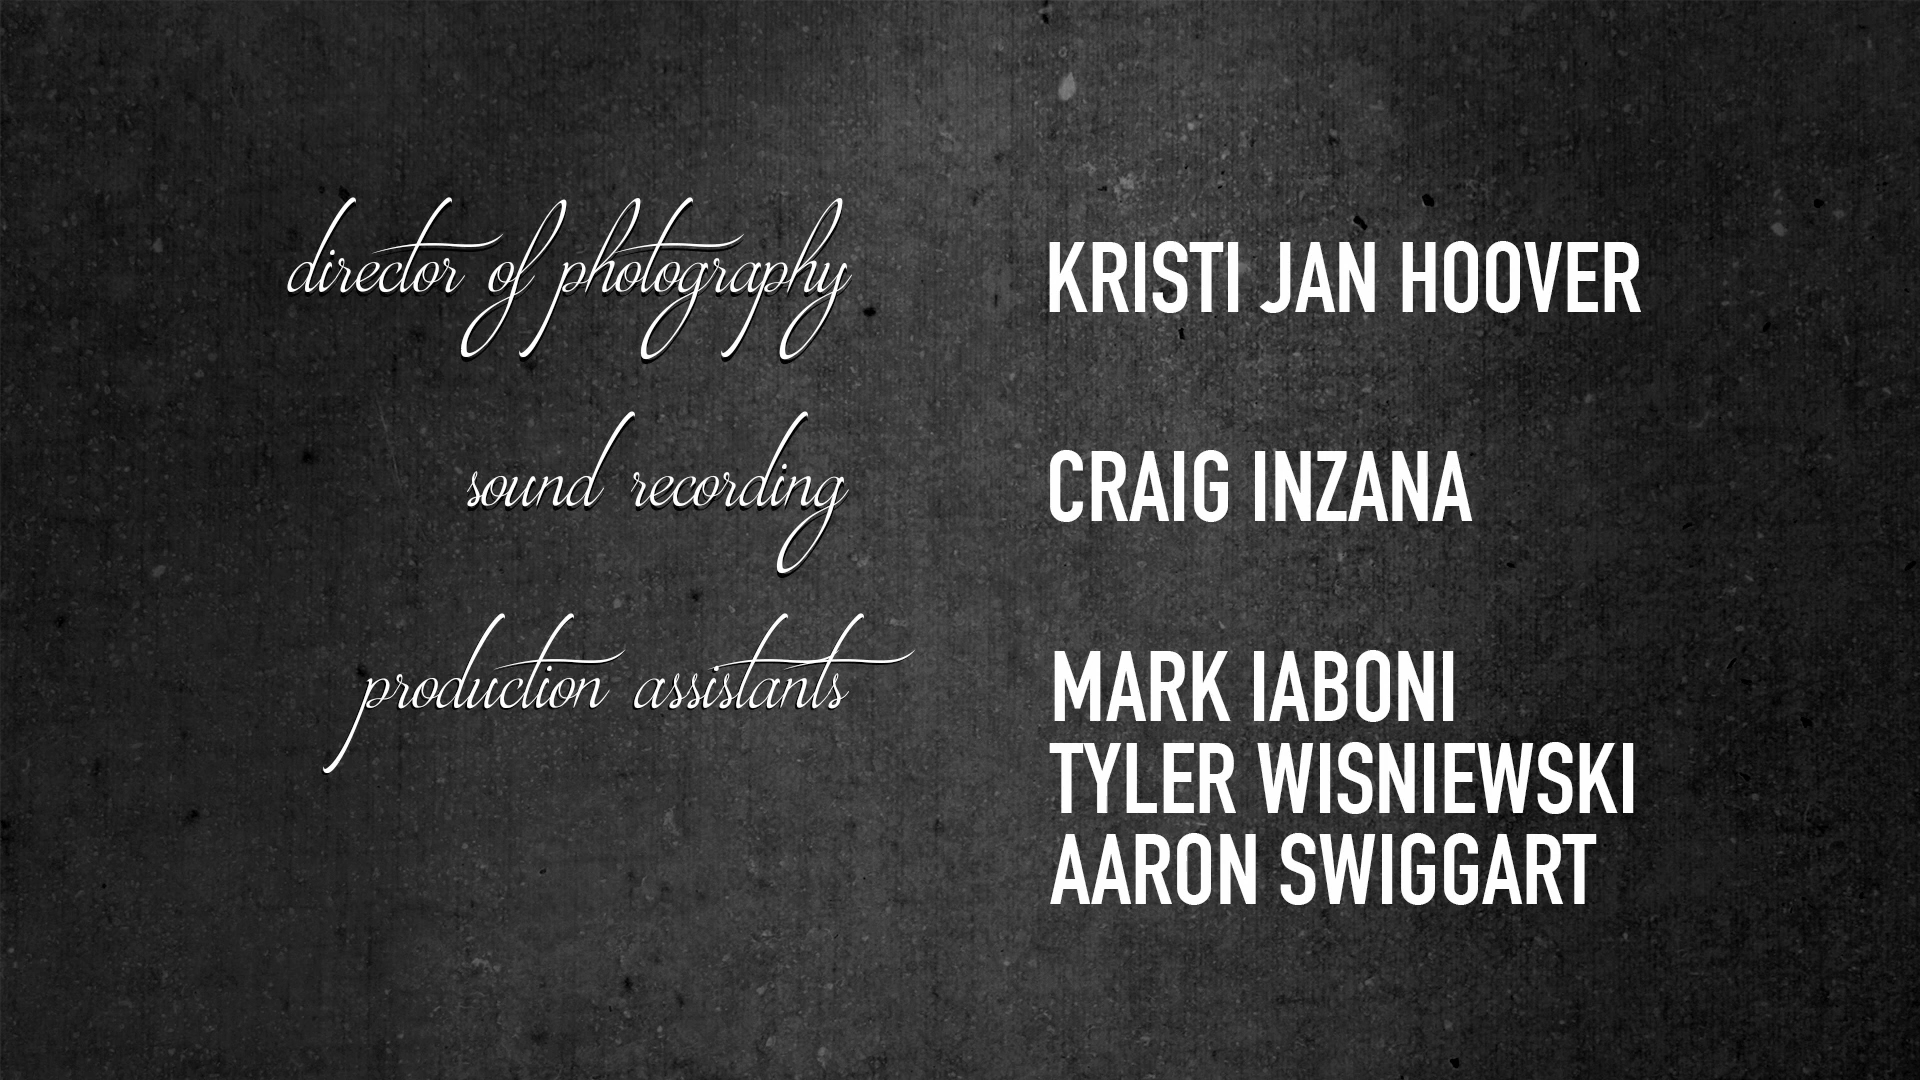 director of photography KRISTI JAN HOOVER
sound recording CRAIG INZANA
production assistants MARK IABONI
TYLER WISNIEWSKI
AARON SWIGGART